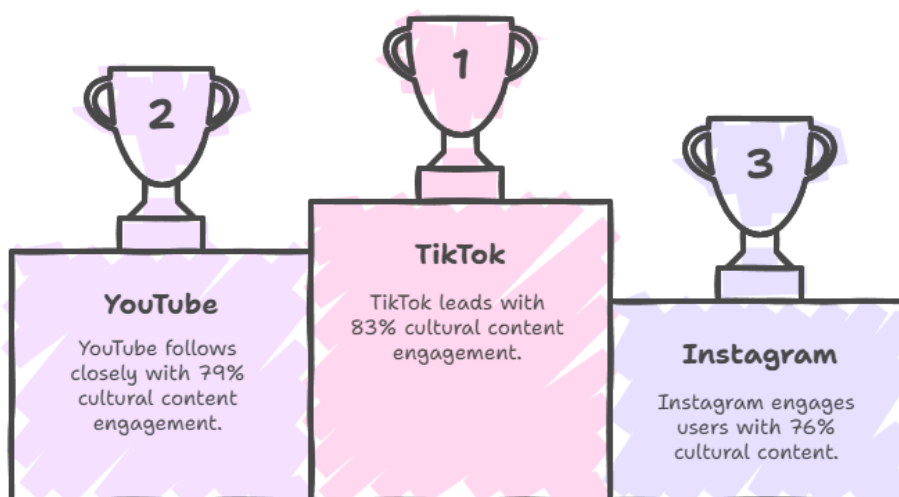 2
YouTube
YouTube follows
closely with 79%
cultural content
engagement.
1
TikTok
TikTok leads with
83% cultural content
engagement.
3
Instagram
Instagram engages
users with 76%
cultural content.